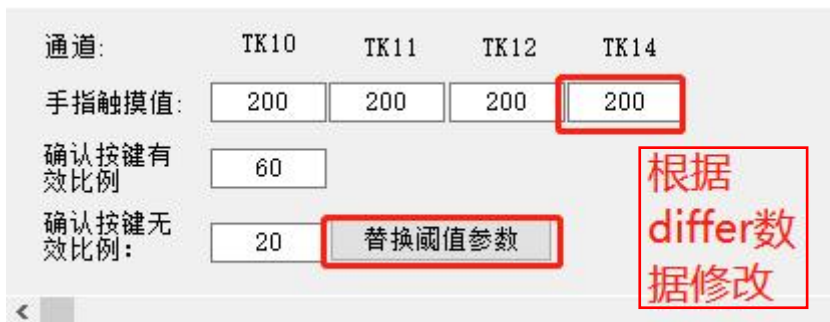 通道: TK10 TK11 TK12 TK14
手指触摸值: 200 200 200 200
确认按键有
效比例 60
确认按键无
效比例: 20 替换阈值参数
根据
differ数
据修改